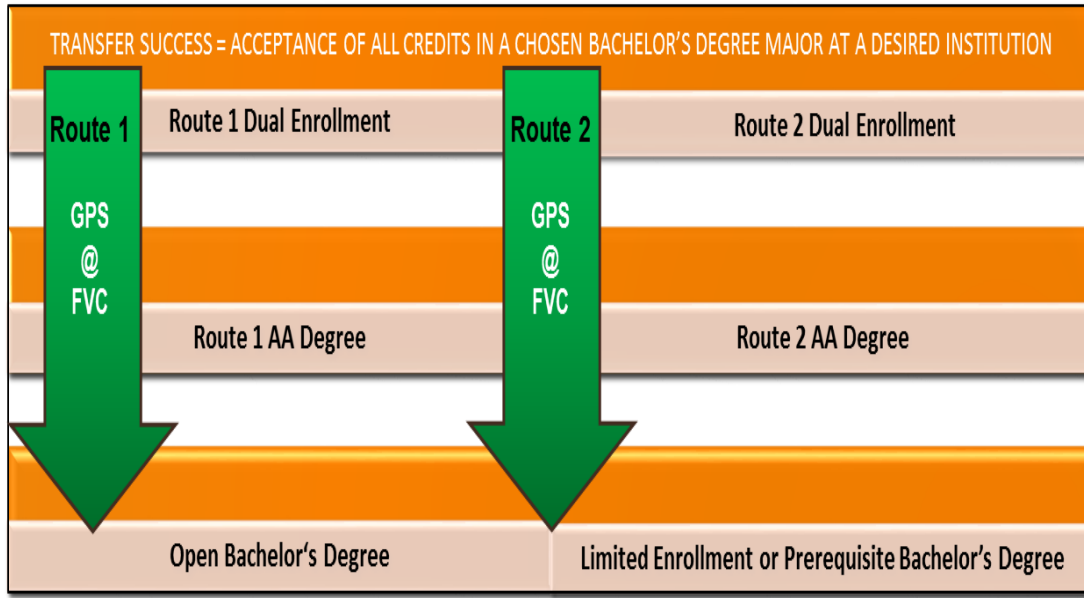 TRANSFER SUCCESS = ACCEPTANCE OF ALL CREDITS IN A CHOSEN BACHELOR'S DEGREE MAJOR AT A DESIRED INSTITUTION
Route 1
Route 1 Dual Enrollment
Route 2
Route 2 Dual Enrollment
GPS
@
FVC
GPS
@
FVC
Route 1 AA Degree
Route 2 AA Degree
Open Bachelor‘s Degree
Limited Enrollment or Prerequisite Bachelor's Degree